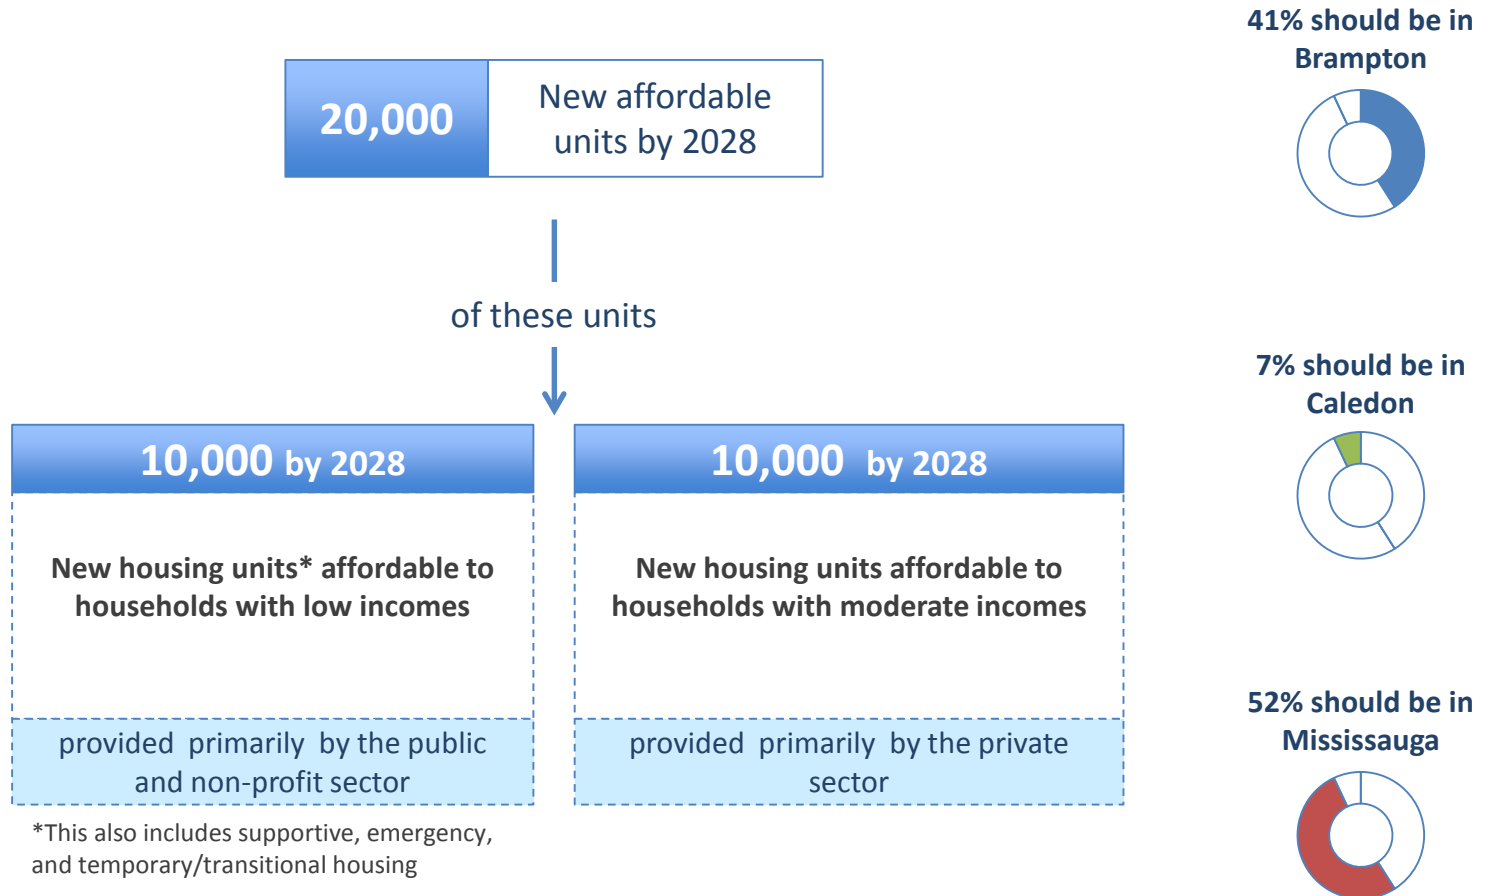 20,000
New affordable
units by 2028
of these units
10,000 by 2028
New housing units* affordable to
households with low incomes
provided primarily by the public
and non-profit sector
*This also includes supportive, emergency,
and temporary/transitional housing
10,000 by 2028
New housing units affordable to
households with moderate incomes
provided primarily by the private
sector
41% should be in
Brampton
7% should be in
Caledon
52% should be in
Mississauga